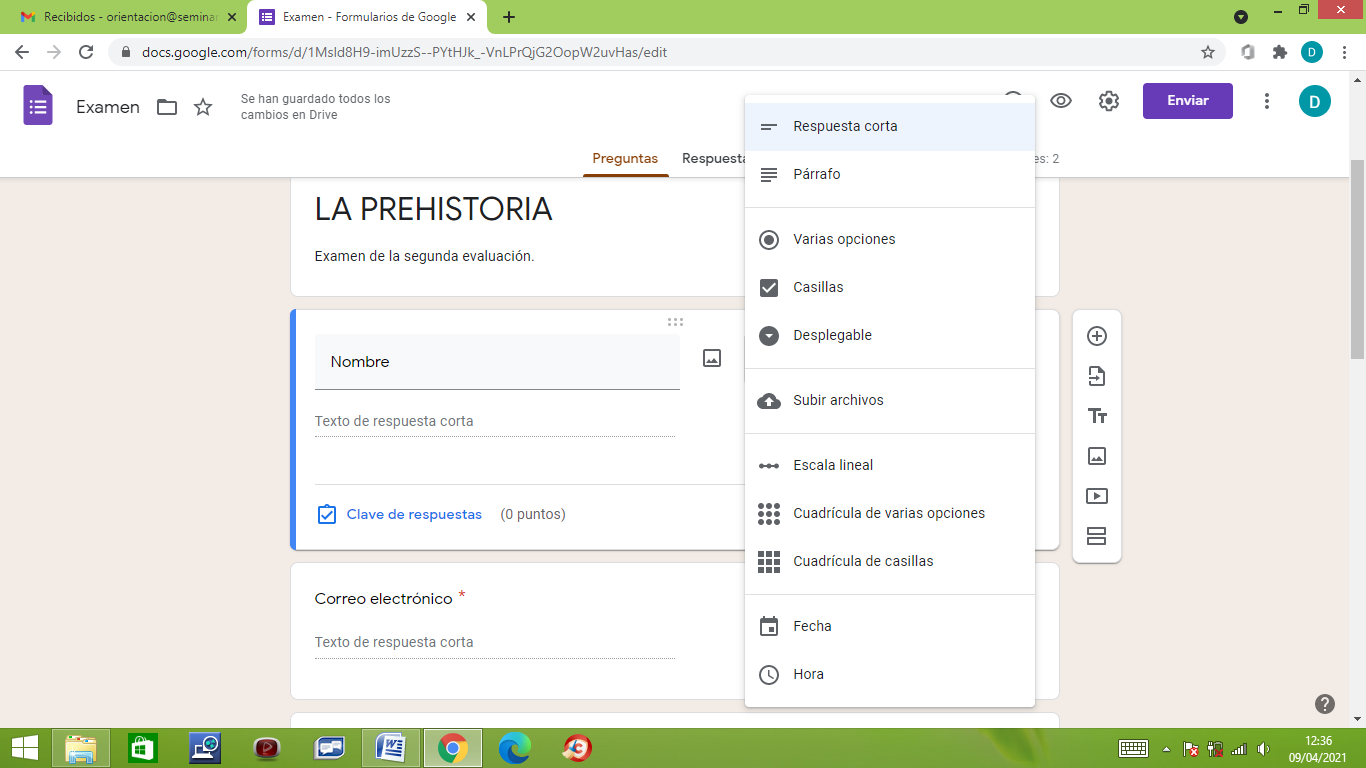 Recibidos - orientacion@semina
Examen - Formularios de Google
docs.google.com/forms/d/1Msld8H9-imUzzS--PYtHJk_-VnLPrQjG2OopW2uvHas/edit
D
Examen
Se han guardado todos los
cambios en Drive
Enviar
D
Preguntas
Respuesta
es: 2
LA PREHISTORIA
Examen de la segunda evaluación.
Nombre
Texto de respuesta corta
Clave de respuestas (0 puntos)
Correo electrónico *
Texto de respuesta corta
Respuesta corta
Párrafo
Varias opciones
Casillas
Desplegable
Subir archivos
Escala lineal
Cuadrícula de varias opciones
Cuadrícula de casillas
Fecha
Hora
12:36
09/04/2021